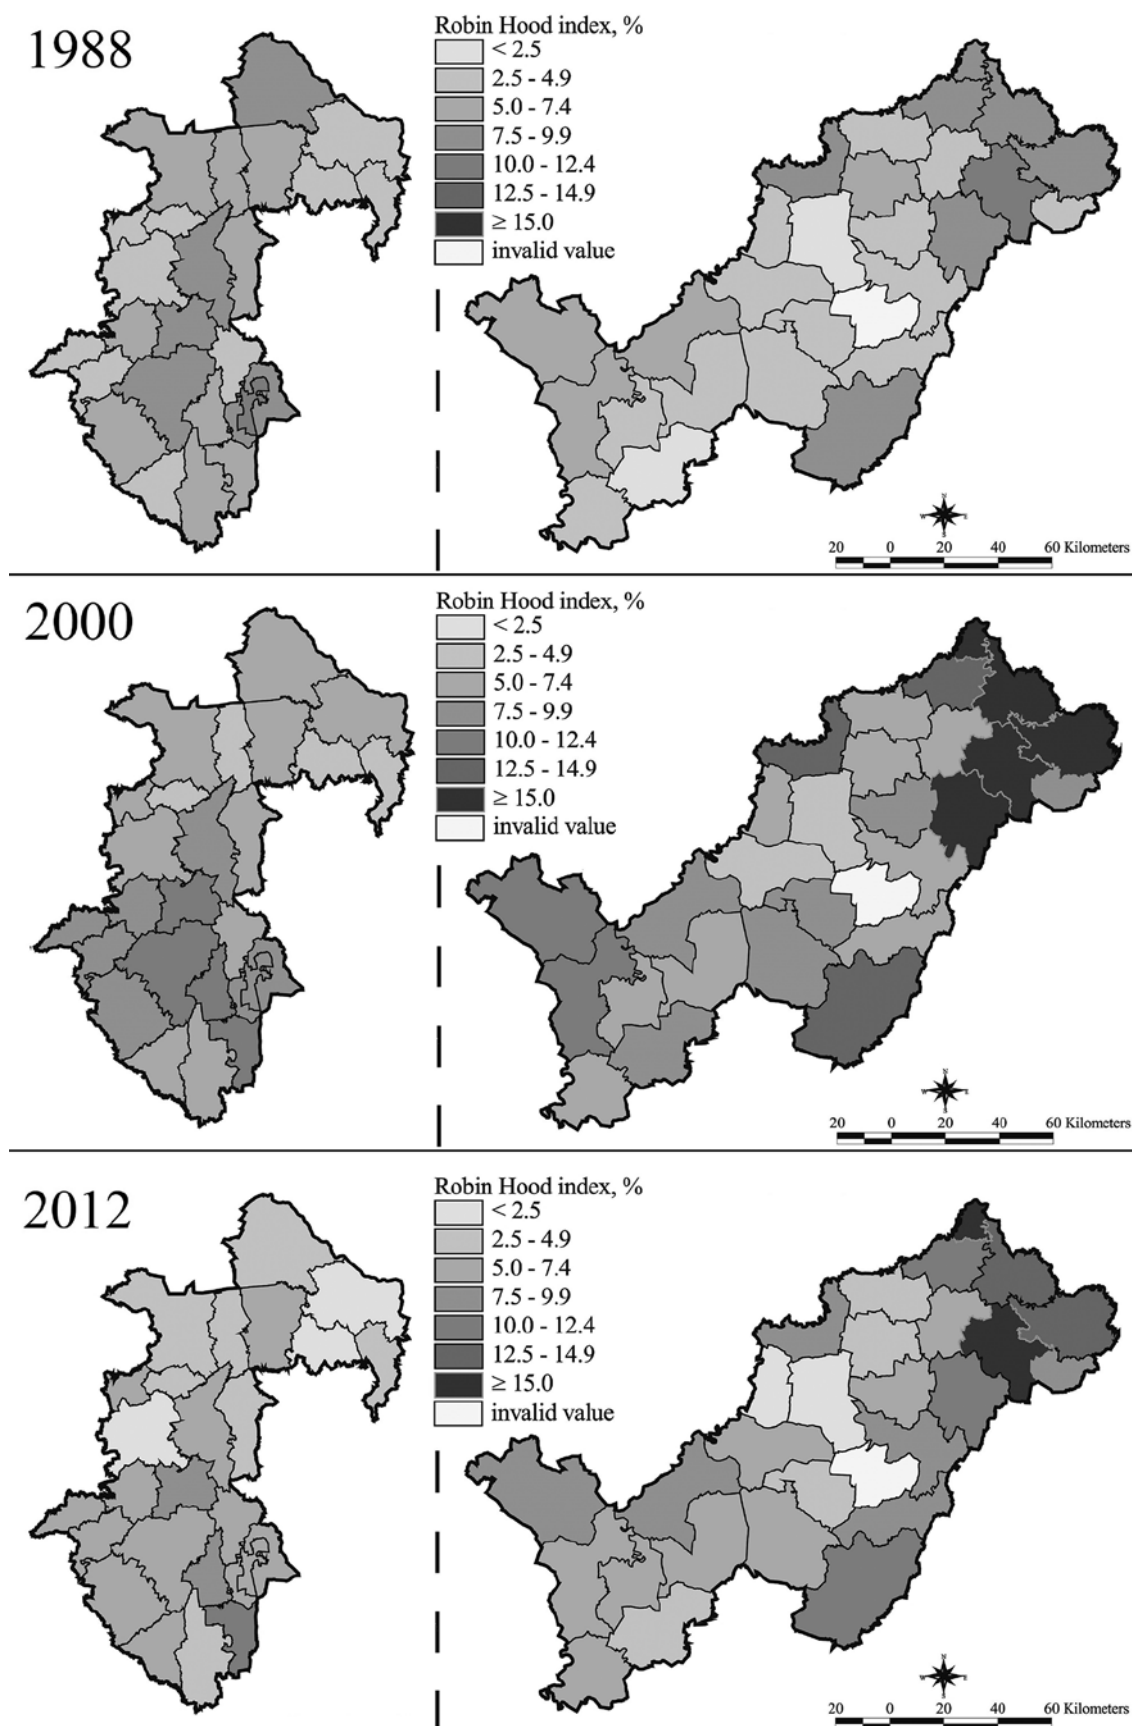 1988
Robin Hood index, %
< 2.5
2.5 - 4.9
5.0 - 7.4
7.5 - 9.9
10.0 - 12.4
12.5 - 14.9
≥ 15.0
invalid value
N
W E
S
20 0 20 60 Kilometers
2000
Robin Hood index, %
< 2.5
2.5 - 4.9
5.0 - 7.4
7.5 - 9.9
10.0 - 12.4
12.5 - 14.9
≥ 15.0
invalid value
N
W E
S
20 0 20 60 Kilometers
2012
Robin Hood index, %
< 2.5
2.5 - 4.9
5.0 - 7.4
7.5 - 9.9
10.0 - 12.4
12.5 - 14.9
≥ 15.0
invalid value
N
W E
S
20 0 20 60 Kilometers